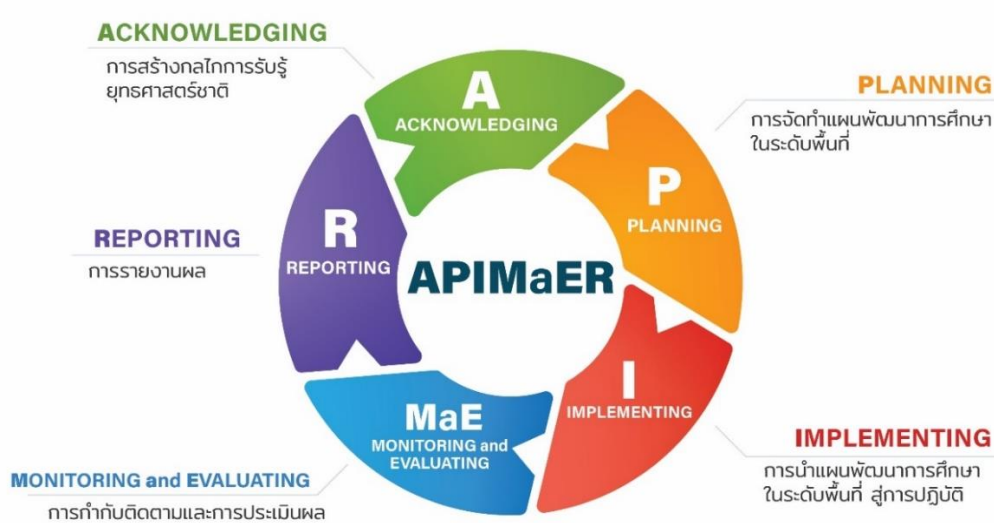 ACKNOWLEDGING
การสร้างกลไกการรับรู้
ยุทธศาสตร์ชาติ
A
ACKNOWLEDGING
PLANNING
การจัดทำแผนพัฒนาการศึกษา
ในระดับพื้นที่
P
PLANNING
REPORTING
การรายงานผล
R
REPORTING
APIMaER
I
IMPLEMENTING
IMPLEMENTING
การนำแผนพัฒนาการศึกษา
ในระดับพื้นที่ สู่การปฏิบัติ
MaE
MONITORING and
EVALUATING
MONITORING and EVALUATING
การกำกับติดตามและการประเมินผล